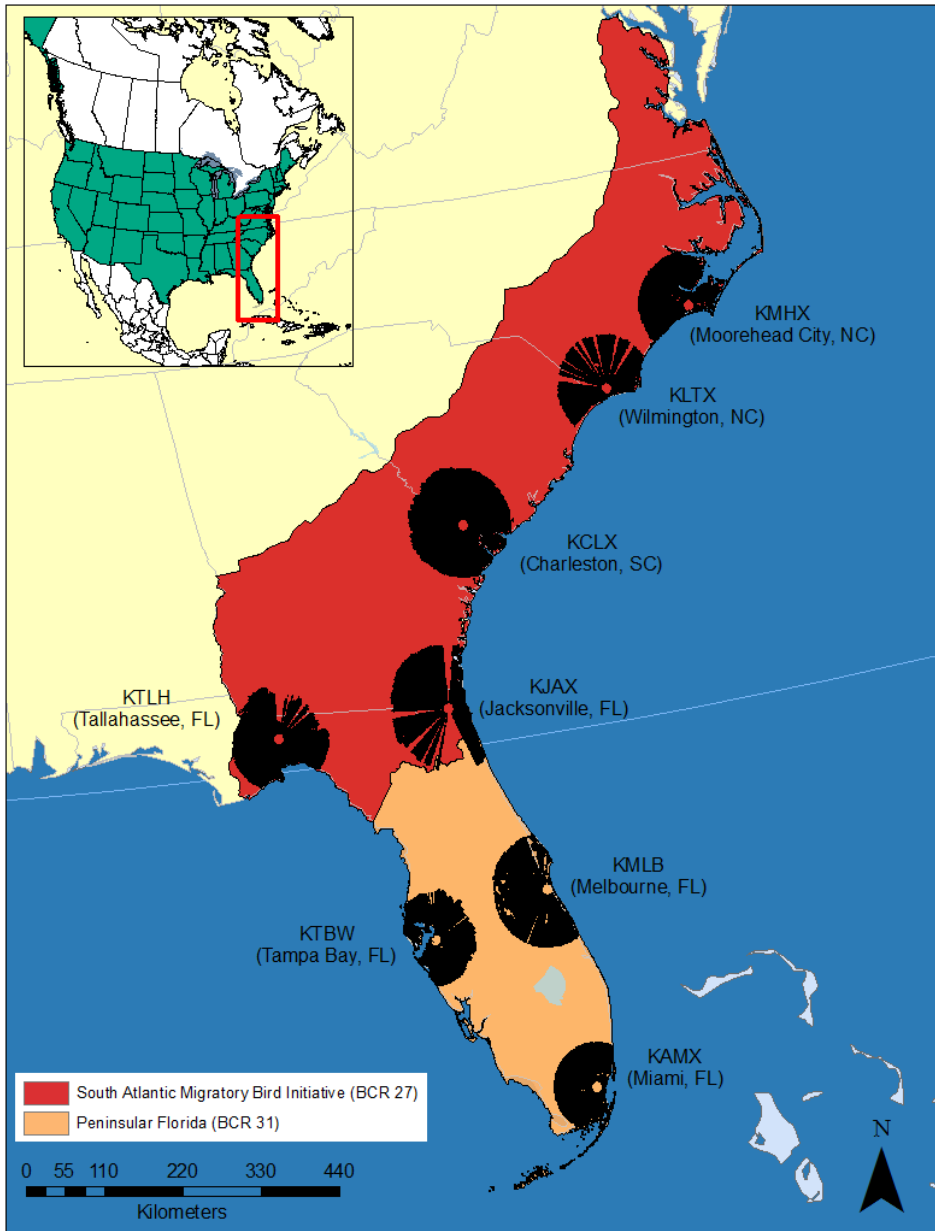 KMHX
(Moorehead City, NC)
KLTX
(Wilmington, NC)
KCLX
(Charleston, SC)
KTLH
(Tallahassee, FL)
KJAX
(Jacksonville, FL)
KMLB
(Melbourne, FL)
KTBW
(Tampa Bay, FL)
KAMX
(Miami, FL)
South Atlantic Migratory Bird Initiative (BCR 27)
Peninsular Florida (BCR 31)
N
0 55 110 220 330 440
Kilometers